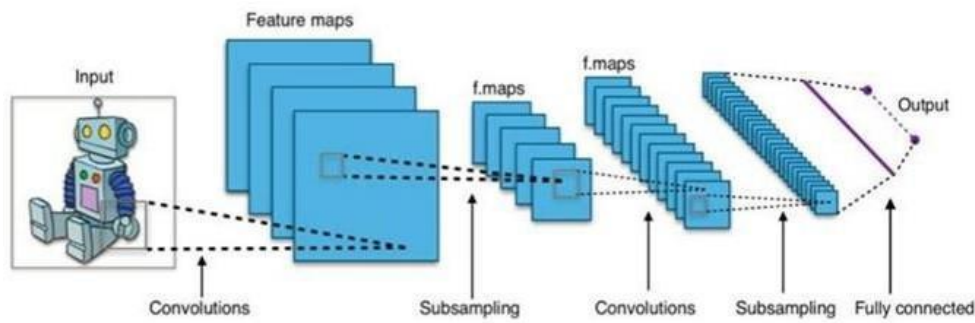 Feature maps
Input
f.maps
f.maps
Output
Convolutions
Subsampling
Convolutions
Subsampling
Fully connected